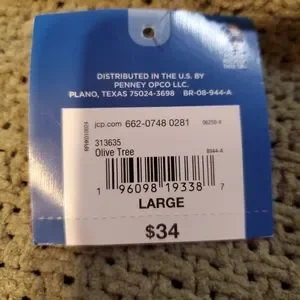 DISTRIBUTED IN THE U.S. BY
PENNEY OPCO LLC.
PLANO, TEXAS 75024-3698 BR-08-944-A
jcp.com 662-0748 0281
313635
Olive Tree
8944-A
1 96098 19338 7
LARGE
$34